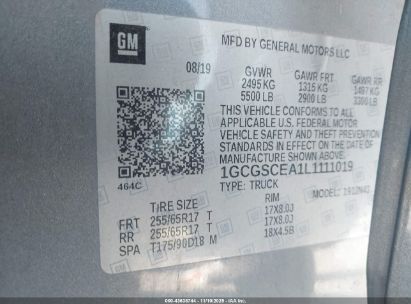 GM
MFD BY GENERAL MOTORS LLC
08/19
GVWR GAWR FRT GAWR RR
2495 KG 1315 KG 1497 KG
5500 LB 2900 LB 3300 LB
THIS VEHICLE CONFORMS TO ALL
APPLICABLE U.S. FEDERAL MOTOR
VEHICLE SAFETY AND THEFT PREVENTION
STANDARDS IN EFFECT ON THE DATE OF
MANUFACTURE SHOWN ABOVE.
1GCGSCEA1L1111019
TYPE: TRUCK MODEL:
464C
TIRE SIZE RIM
FRT 255/65R17 T 17X8.0J
RR 255/65R17 T 17X8.0J
SPA T175/90D18 M 18X4.5B